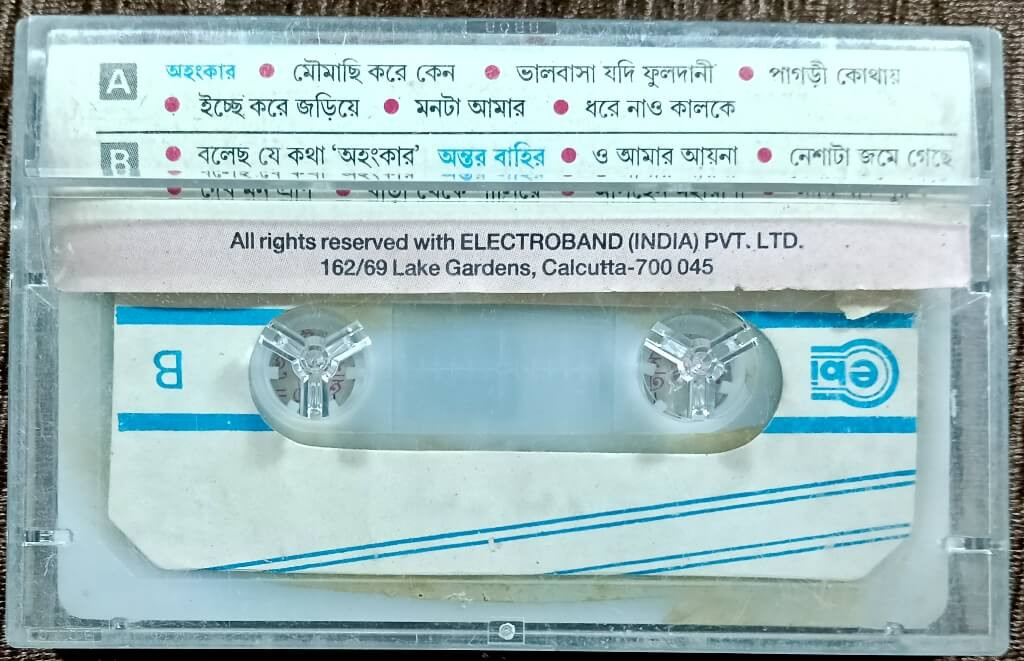 A অহংকার • মৌমাছি করে কেন • ভালবাসা যদি ফুলদানী • পাগড়ী কোথায়
• ইচ্ছে করে জড়িয়ে • মনটা আমার • ধরে নাও কালকে
B • বলেছ যে কথা ‘অহংকার’ অন্তর বাহির • ও আমার আয়না • নেশাটা জমে গেছে
All rights reserved with ELECTROBAND (INDIA) PVT. LTD.
162/69 Lake Gardens, Calcutta-700 045
B
ebi